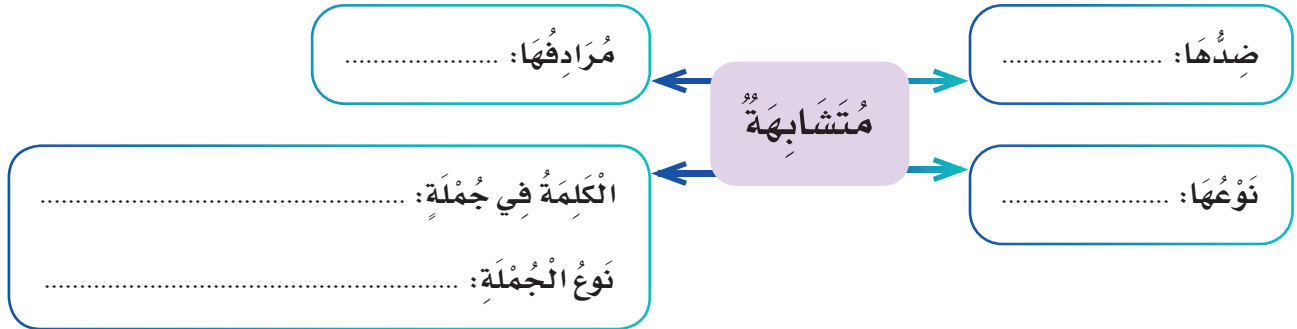 ضِدُّهَا: ......................
مُرَادِفُهَا: ......................
مُتَشَابِهَةٌ
نَوْعُهَا: ........................
الْكَلِمَةُ فِي جُمْلَةٍ: ....................................................
نَوعُ الْجُمْلَةِ: ...........................................................